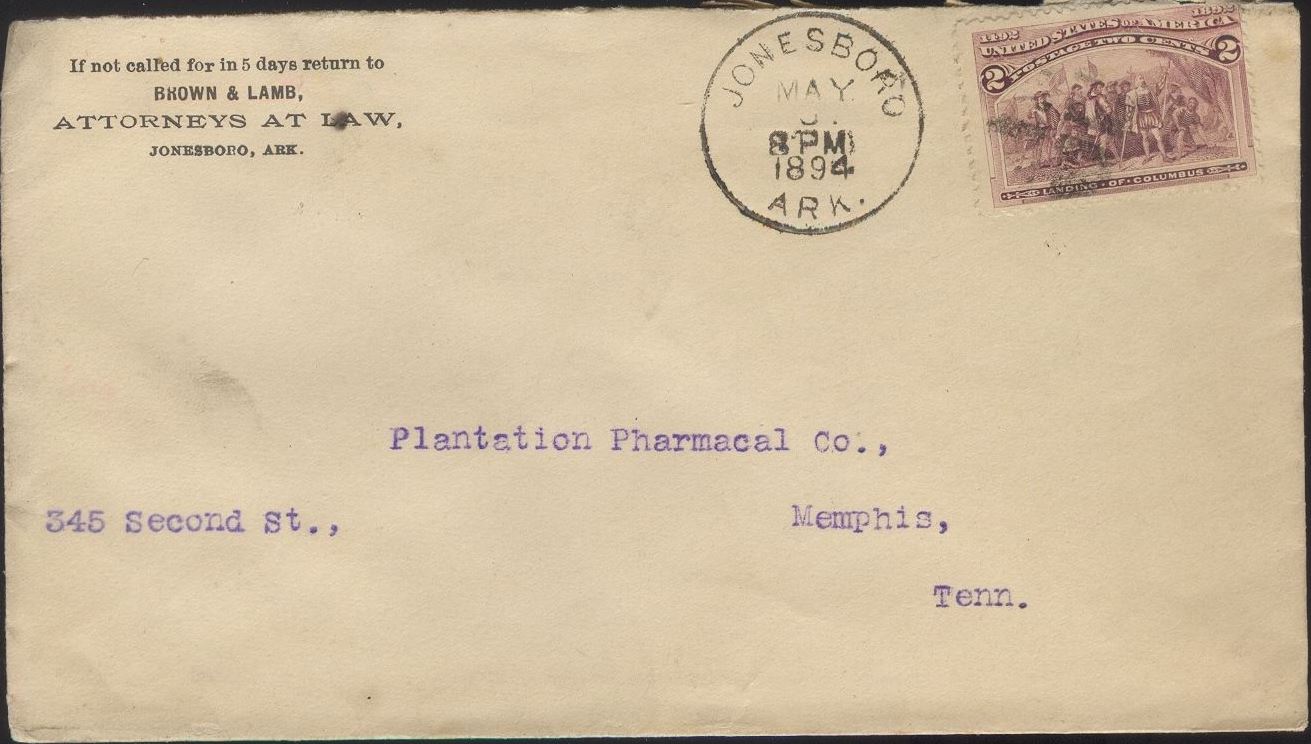 If not called for in 5 days return to
BROWN & LAMB,
ATTORNEYS AT LAW,
JONESBORO, ARK.
JONESBORO
MAY
8 PM
1894
ARK.
1492 1892
UNITED STATES OF AMERICA
2 POSTAGE TWO CENTS 2
LANDING · OF · COLUMBUS
Plantation Pharmacal Co.,
345 Second St., Memphis,
Tenn.